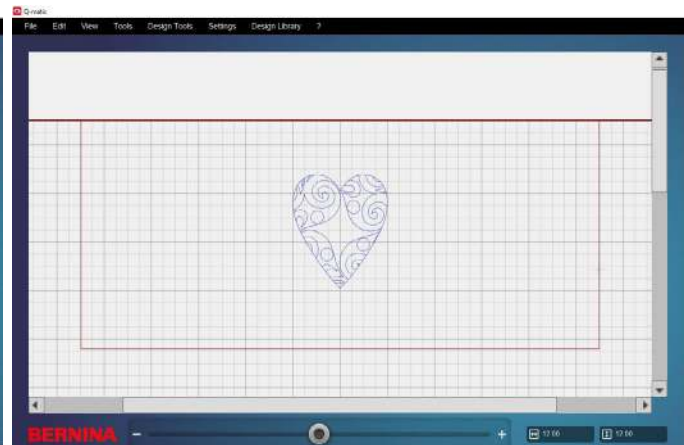 Q-matic
File Edit View Tools Design Tools Settings Design Library ?
BERNINA - + 12.00 12.00